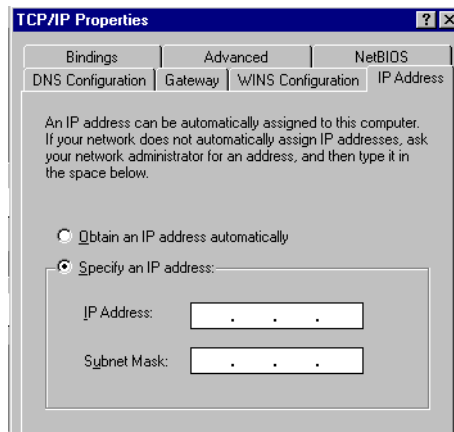 TCP/IP Properties
Bindings Advanced NetBIOS
DNS Configuration Gateway WINS Configuration IP Address
An IP address can be automatically assigned to this computer.
If your network does not automatically assign IP addresses, ask
your network administrator for an address, and then type it in
the space below.
Obtain an IP address automatically
Specify an IP address:
IP Address: . . .
Subnet Mask: . . .